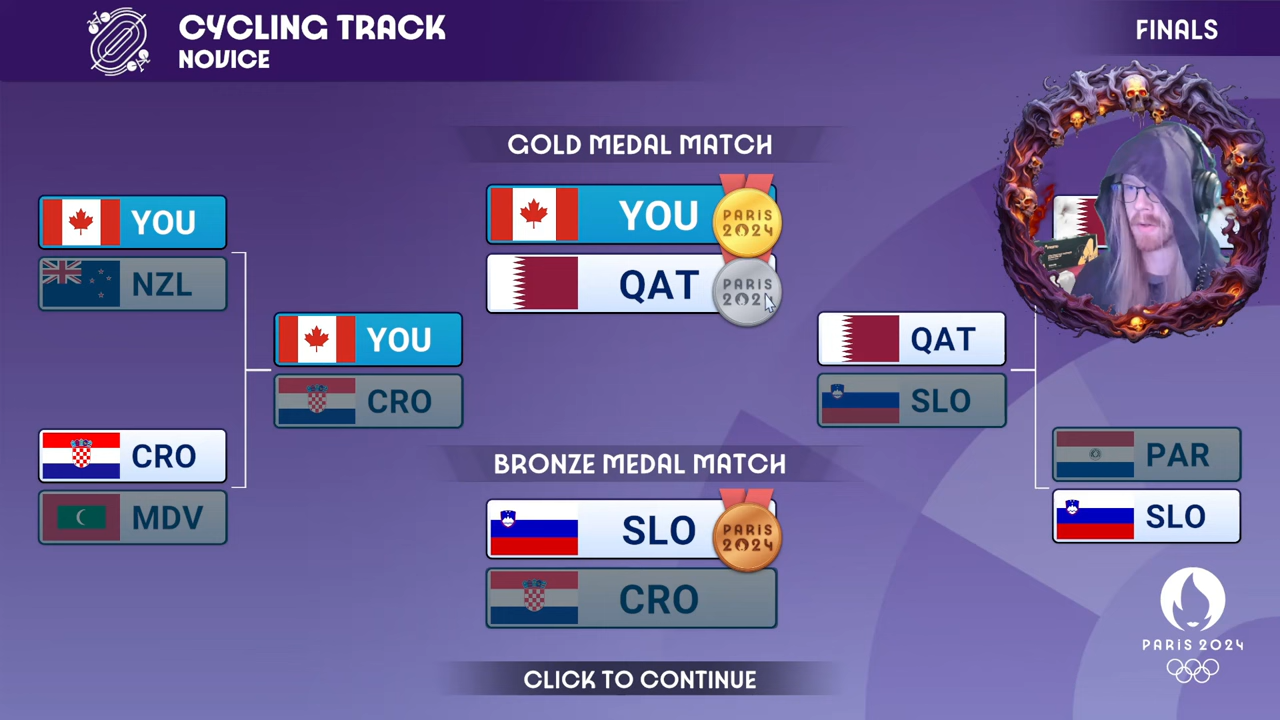 CYCLING TRACK
NOVICE
FINALS
GOLD MEDAL MATCH
YOU
NZL
CRO
MDV
YOU
CRO
YOU
PARIS
2024
QAT
PARIS
2024
QAT
SLO
PAR
SLO
BRONZE MEDAL MATCH
SLO
PARIS
2024
CRO
CLICK TO CONTINUE
PARIS 2024